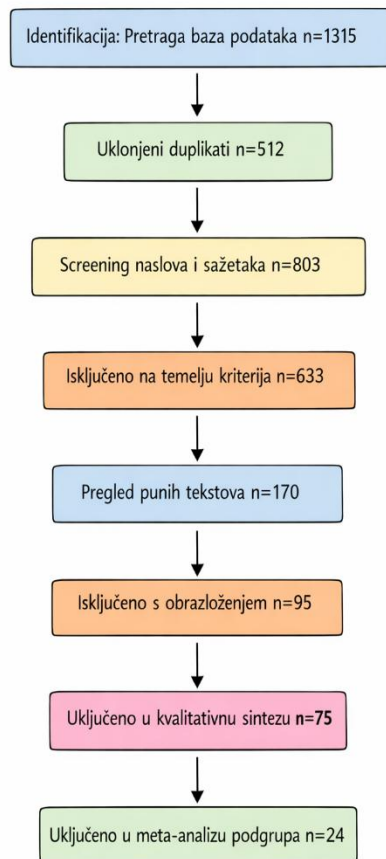 Identifikacija: Pretraga baza podataka n=1315
Uklonjeni duplikati n=512
Screening naslova i sažetaka n=803
Isključeno na temelju kriterija n=633
Pregled punih tekstova n=170
Isključeno s obrazloženjem n=95
Uključeno u kvalitativnu sintezu n=75
Uključeno u meta-analizu podgrupa n=24